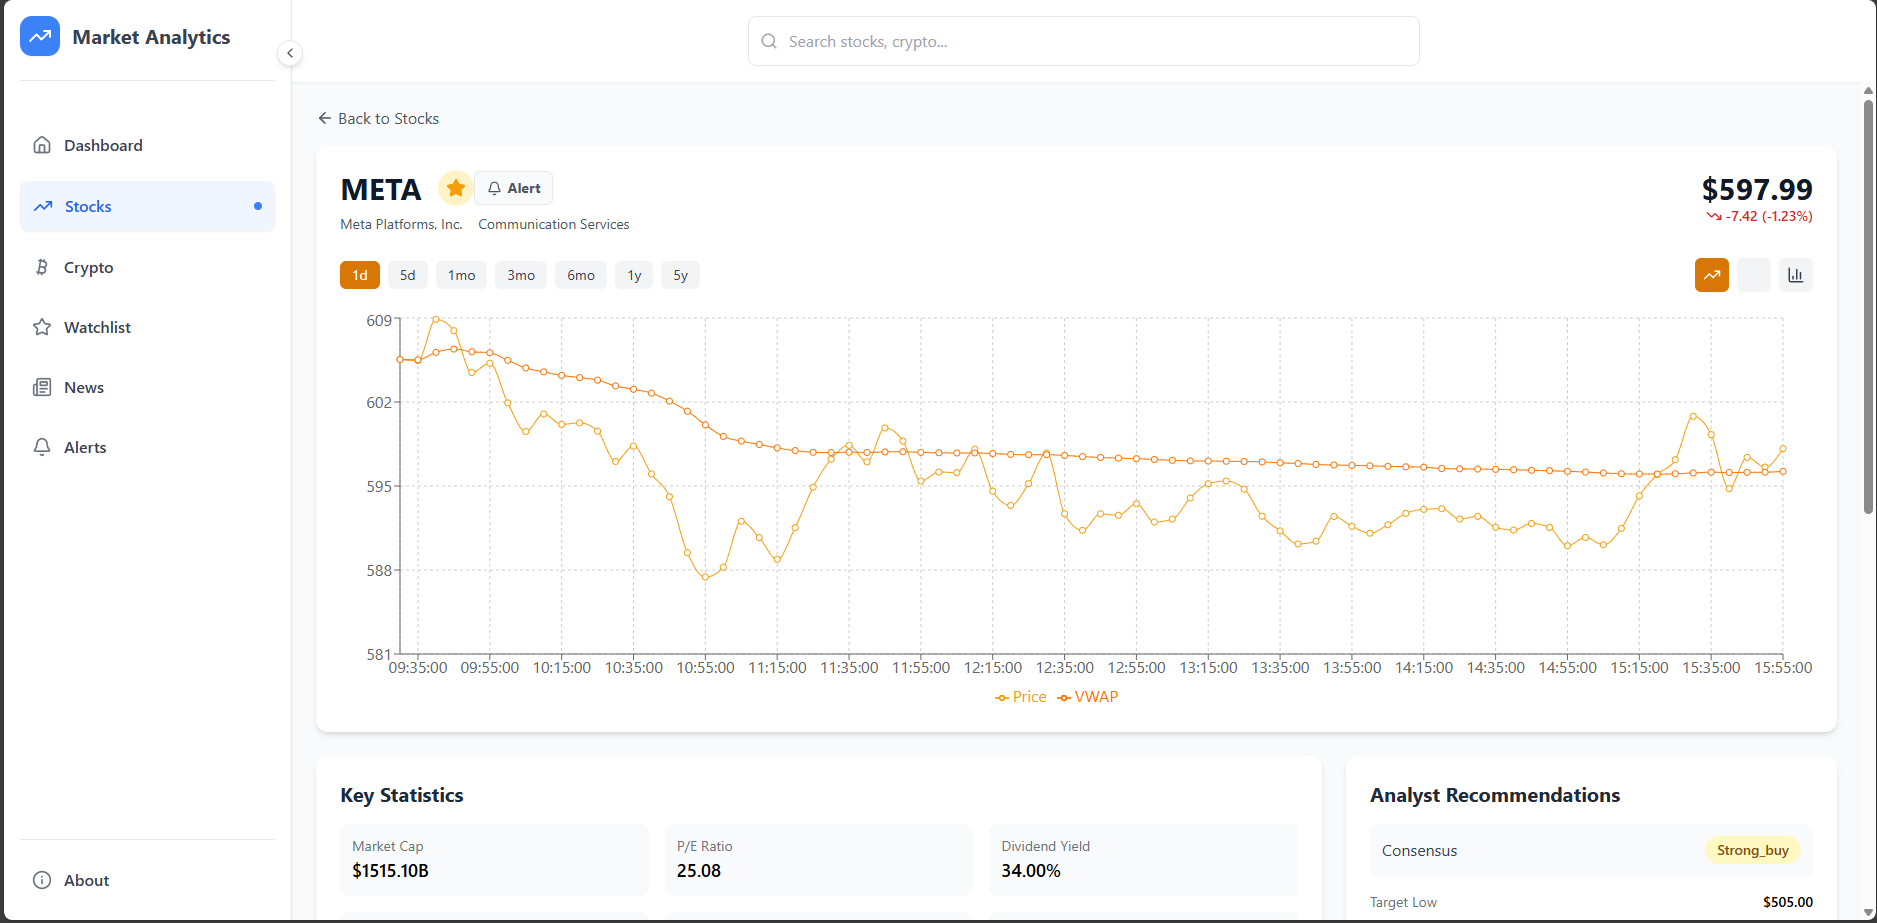 Market Analytics
Search stocks, crypto...
Dashboard
Stocks
Crypto
Watchlist
News
Alerts
About
Back to Stocks
META
Alert
$597.99
-7.42 (-1.23%)
Meta Platforms, Inc. Communication Services
1d 5d 1mo 3mo 6mo 1y 5y
609
602
595
588
581
09:35:00 09:55:00 10:15:00 10:35:00 10:55:00 11:15:00 11:35:00 11:55:00 12:15:00 12:35:00 12:55:00 13:15:00 13:35:00 13:55:00 14:15:00 14:35:00 14:55:00 15:15:00 15:35:00 15:55:00
Price VWAP
Key Statistics
Market Cap
$1515.10B
P/E Ratio
25.08
Dividend Yield
34.00%
Analyst Recommendations
Consensus Strong_buy
Target Low $505.00